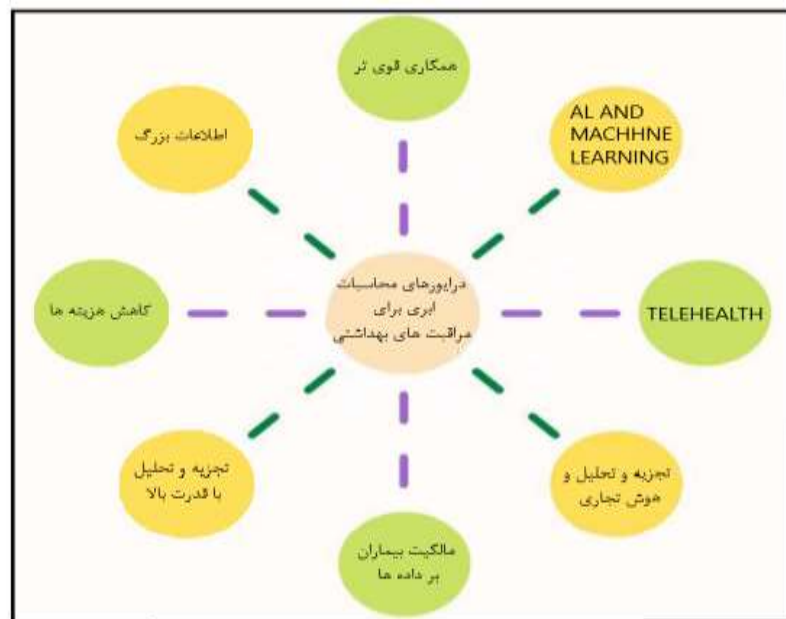 همکاری قوی تر
AL AND
MACHHNE
LEARNING
اطلاعات بزرگ
درایورهای محاسبات
ابری برای
مراقبت های بهداشتی
TELEHEALTH
کاهش هزینه ها
تجزیه و تحلیل و
هوش تجاری
تجزیه و تحلیل
با قدرت بالا
مالگیت بیماران
بر داده ها